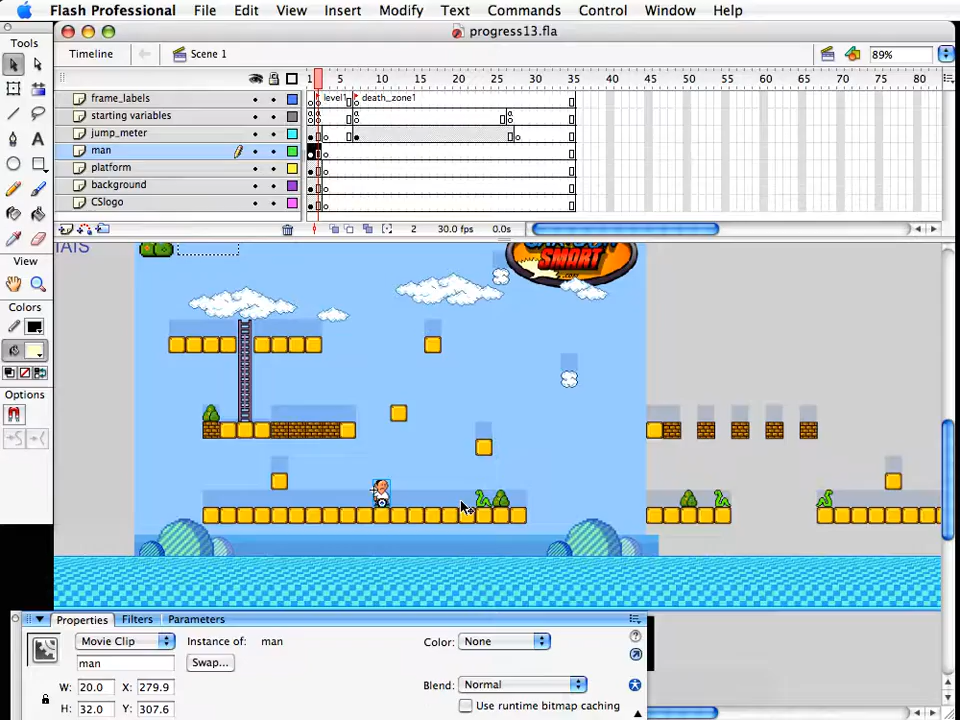 Flash Professional File Edit View Insert Modify Text Commands Control Window Help
Tools
progress13.fla
Timeline Scene 1 89%
1 5 10 15 20 25 30 35 40 45 50 55 60 65 70 75 80
frame_labels level1 death_zone1
starting variables
jump_meter
man
platform
background
CSlogo
2 30.0 fps 0.0s
View
Colors
Options
SMORT
.com
Properties Filters Parameters
Movie Clip Instance of: man Color: None
man Swap...
W: 20.0 X: 279.9 Blend: Normal
H: 32.0 Y: 307.6 Use runtime bitmap caching